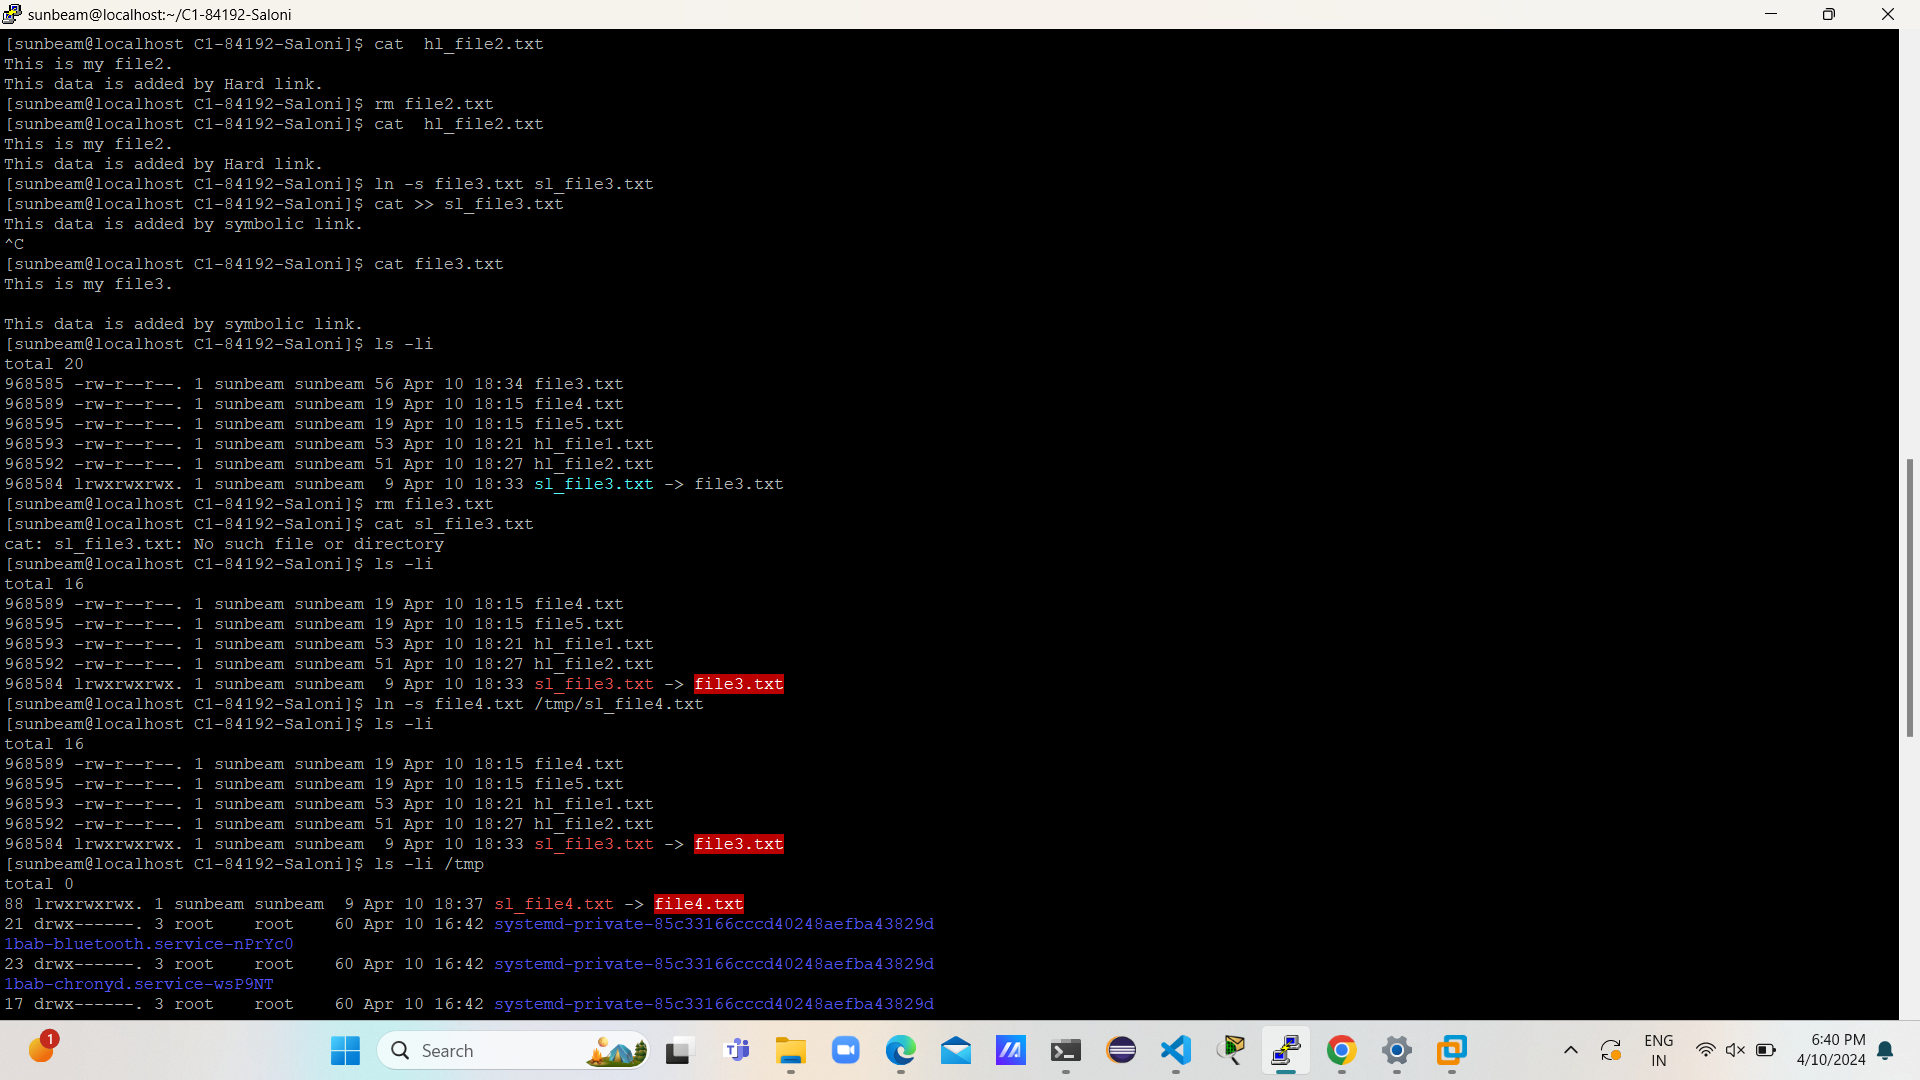 sunbeam@localhost:~/C1-84192-Saloni
[sunbeam@localhost C1-84192-Saloni]$ cat  hl_file2.txt
This is my file2.
This data is added by Hard link.
[sunbeam@localhost C1-84192-Saloni]$ rm file2.txt
[sunbeam@localhost C1-84192-Saloni]$ cat  hl_file2.txt
This is my file2.
This data is added by Hard link.
[sunbeam@localhost C1-84192-Saloni]$ ln -s file3.txt sl_file3.txt
[sunbeam@localhost C1-84192-Saloni]$ cat >> sl_file3.txt
This data is added by symbolic link.
^C
[sunbeam@localhost C1-84192-Saloni]$ cat file3.txt
This is my file3.

This data is added by symbolic link.
[sunbeam@localhost C1-84192-Saloni]$ ls -li
total 20
968585 -rw-r--r--. 1 sunbeam sunbeam 56 Apr 10 18:34 file3.txt
968589 -rw-r--r--. 1 sunbeam sunbeam 19 Apr 10 18:15 file4.txt
968595 -rw-r--r--. 1 sunbeam sunbeam 19 Apr 10 18:15 file5.txt
968593 -rw-r--r--. 1 sunbeam sunbeam 53 Apr 10 18:21 hl_file1.txt
968592 -rw-r--r--. 1 sunbeam sunbeam 51 Apr 10 18:27 hl_file2.txt
968584 lrwxrwxrwx. 1 sunbeam sunbeam  9 Apr 10 18:33 sl_file3.txt -> file3.txt
[sunbeam@localhost C1-84192-Saloni]$ rm file3.txt
[sunbeam@localhost C1-84192-Saloni]$ cat sl_file3.txt
cat: sl_file3.txt: No such file or directory
[sunbeam@localhost C1-84192-Saloni]$ ls -li
total 16
968589 -rw-r--r--. 1 sunbeam sunbeam 19 Apr 10 18:15 file4.txt
968595 -rw-r--r--. 1 sunbeam sunbeam 19 Apr 10 18:15 file5.txt
968593 -rw-r--r--. 1 sunbeam sunbeam 53 Apr 10 18:21 hl_file1.txt
968592 -rw-r--r--. 1 sunbeam sunbeam 51 Apr 10 18:27 hl_file2.txt
968584 lrwxrwxrwx. 1 sunbeam sunbeam  9 Apr 10 18:33 sl_file3.txt -> file3.txt
[sunbeam@localhost C1-84192-Saloni]$ ln -s file4.txt /tmp/sl_file4.txt
[sunbeam@localhost C1-84192-Saloni]$ ls -li
total 16
968589 -rw-r--r--. 1 sunbeam sunbeam 19 Apr 10 18:15 file4.txt
968595 -rw-r--r--. 1 sunbeam sunbeam 19 Apr 10 18:15 file5.txt
968593 -rw-r--r--. 1 sunbeam sunbeam 53 Apr 10 18:21 hl_file1.txt
968592 -rw-r--r--. 1 sunbeam sunbeam 51 Apr 10 18:27 hl_file2.txt
968584 lrwxrwxrwx. 1 sunbeam sunbeam  9 Apr 10 18:33 sl_file3.txt -> file3.txt
[sunbeam@localhost C1-84192-Saloni]$ ls -li /tmp
total 0
88 lrwxrwxrwx. 1 sunbeam sunbeam  9 Apr 10 18:37 sl_file4.txt -> file4.txt
21 drwx------. 3 root    root    60 Apr 10 16:42 systemd-private-85c33166cccd40248aefba43829d
1bab-bluetooth.service-nPrYc0
23 drwx------. 3 root    root    60 Apr 10 16:42 systemd-private-85c33166cccd40248aefba43829d
1bab-chronyd.service-wsP9NT
17 drwx------. 3 root    root    60 Apr 10 16:42 systemd-private-85c33166cccd40248aefba43829d
1
Search
ENG
IN
6:40 PM
4/10/2024